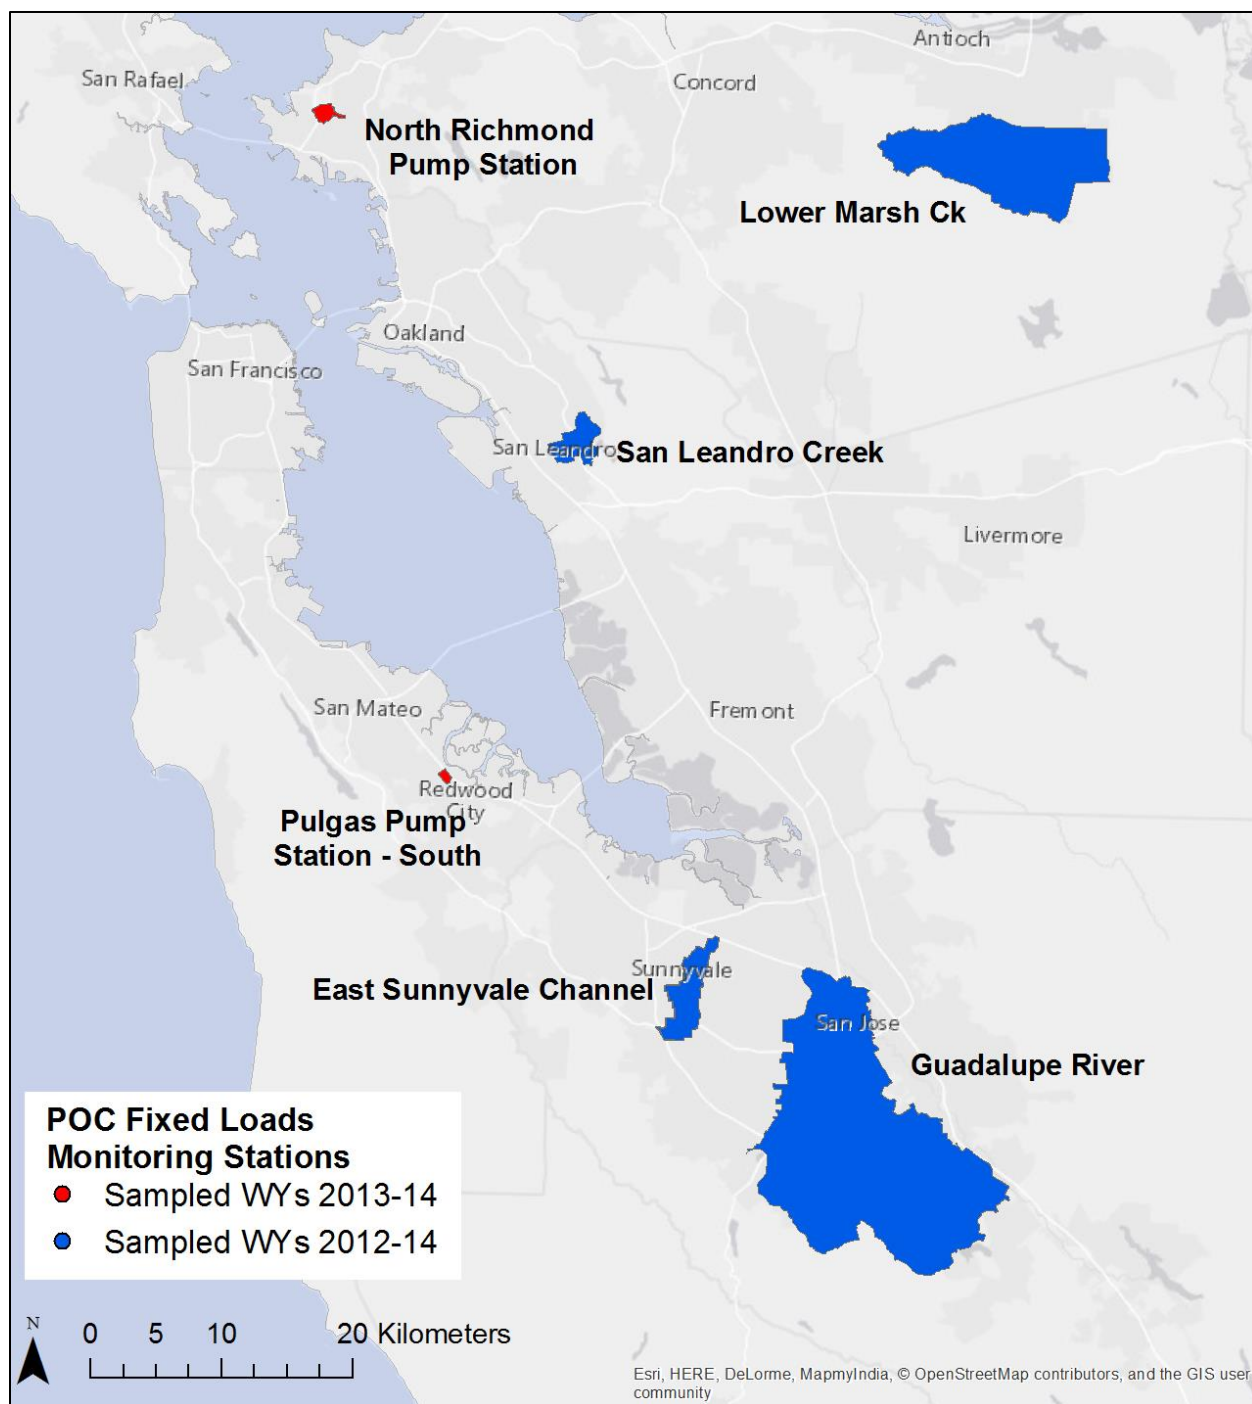 Antioch
San Rafael
Concord
North Richmond
Pump Station
Lower Marsh Ck
Oakland
San Francisco
San Leandro
San Leandro Creek
Livermore
San Mateo
Fremont
Redwood
City
Pulgas Pump
Station - South
Sunnyvale
East Sunnyvale Channel
San Jose
Guadalupe River
POC Fixed Loads
Monitoring Stations
Sampled WYs 2013-14
Sampled WYs 2012-14
N
0 5 10 20 Kilometers
Esri, HERE, DeLorme, MapmyIndia, © OpenStreetMap contributors, and the GIS user
community